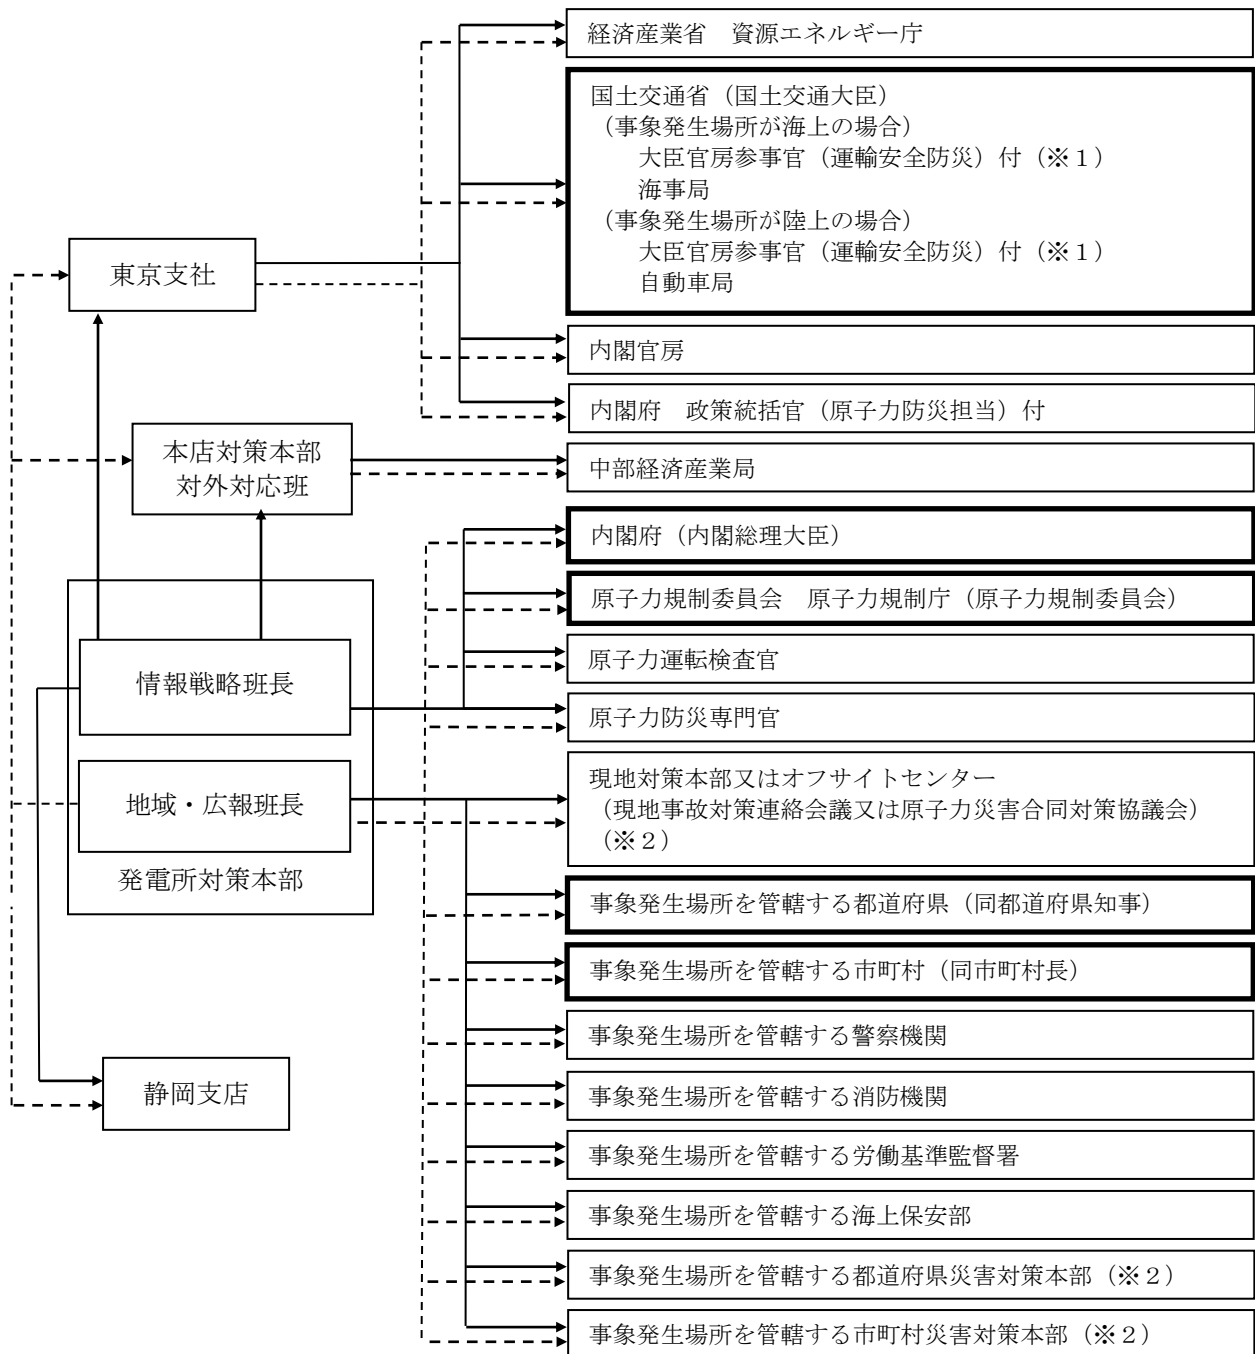 経済産業省　資源エネルギー庁
国土交通省（国土交通大臣）
（事象発生場所が海上の場合）
大臣官房参事官（運輸安全防災）付（※１）
海事局
（事象発生場所が陸上の場合）
大臣官房参事官（運輸安全防災）付（※１）
自動車局
東京支社
内閣官房
内閣府　政策統括官（原子力防災担当）付
本店対策本部
対外対応班
中部経済産業局
内閣府（内閣総理大臣）
原子力規制委員会　原子力規制庁（原子力規制委員会）
原子力運転検査官
情報戦略班長
原子力防災専門官
現地対策本部又はオフサイトセンター
（現地事故対策連絡会議又は原子力災害合同対策協議会）
（※２）
地域・広報班長
発電所対策本部
事象発生場所を管轄する都道府県（同都道府県知事）
事象発生場所を管轄する市町村（同市町村長）
事象発生場所を管轄する警察機関
事象発生場所を管轄する消防機関
静岡支店
事象発生場所を管轄する労働基準監督署
事象発生場所を管轄する海上保安部
事象発生場所を管轄する都道府県災害対策本部（※２）
事象発生場所を管轄する市町村災害対策本部（※２）